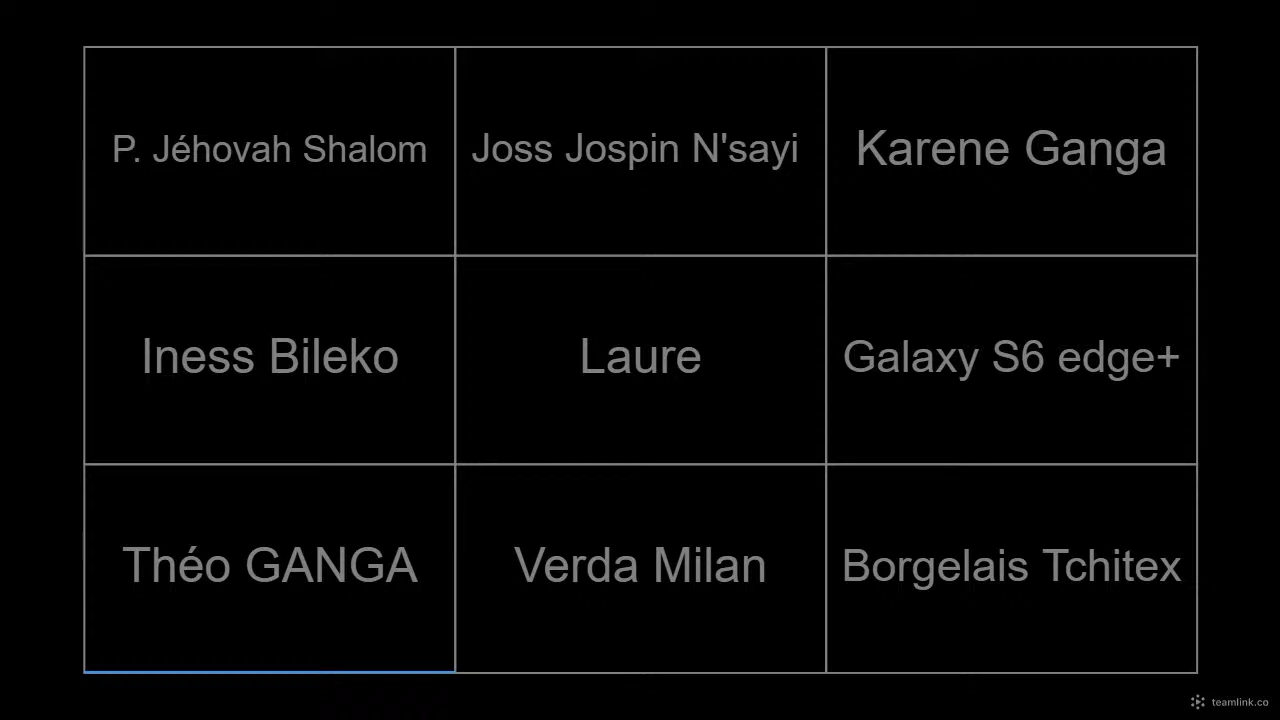 P. Jéhovah Shalom
Joss Jospin N'sayi
Karene Ganga
Iness Bileko
Laure
Galaxy S6 edge+
Théo GANGA
Verda Milan
Borgelais Tchitex
teamlink.co